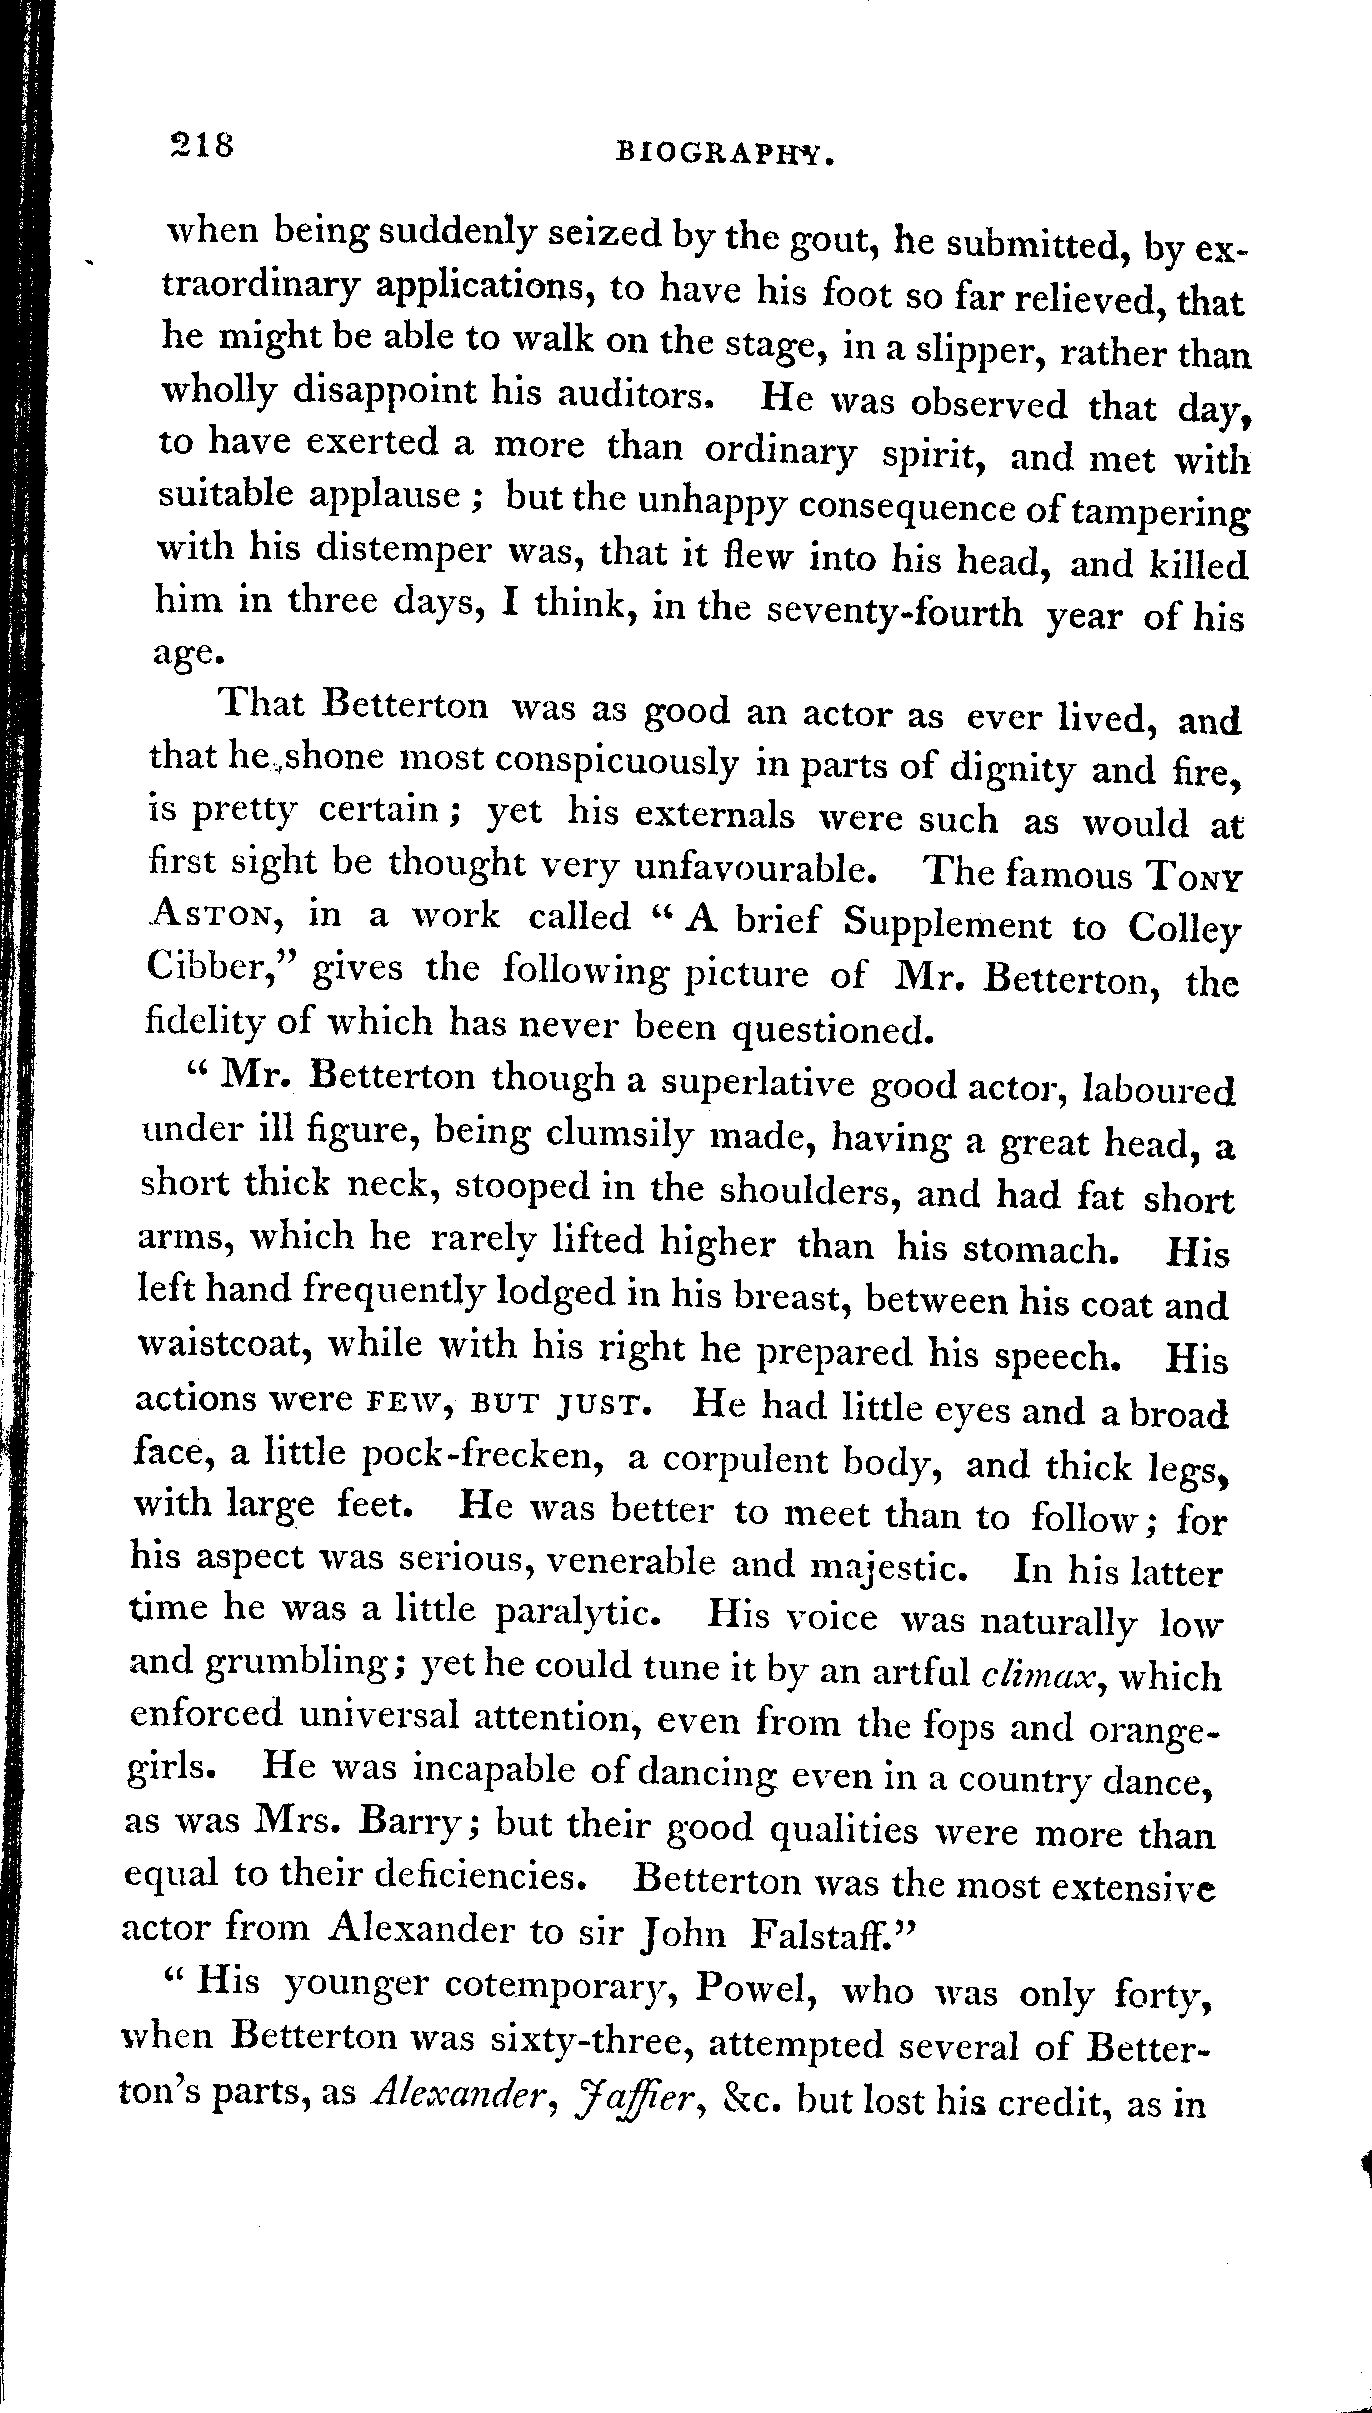 218 BIOGRAPHY.
when being suddenly seized by the gout, he submitted, by ex-
traordinary applications, to have his foot so far relieved, that
he might be able to walk on the stage, in a slipper, rather than
wholly disappoint his auditors. He was observed that day,
to have exerted a more than ordinary spirit, and met with
suitable applause ; but the unhappy consequence of tampering
with his distemper was, that it flew into his head, and killed
him in three days, I think, in the seventy-fourth year of his
age.
That Betterton was as good an actor as ever lived, and
that he shone most conspicuously in parts of dignity and fire,
is pretty certain ; yet his externals were such as would at
first sight be thought very unfavourable. The famous TONY
ASTON, in a work called “ A brief Supplement to Colley
Cibber,” gives the following picture of Mr. Betterton, the
fidelity of which has never been questioned.
“ Mr. Betterton though a superlative good actor, laboured
under ill figure, being clumsily made, having a great head, a
short thick neck, stooped in the shoulders, and had fat short
arms, which he rarely lifted higher than his stomach. His
left hand frequently lodged in his breast, between his coat and
waistcoat, while with his right he prepared his speech. His
actions were FEW, BUT JUST. He had little eyes and a broad
face, a little pock-frecken, a corpulent body, and thick legs,
with large feet. He was better to meet than to follow ; for
his aspect was serious, venerable and majestic. In his latter
time he was a little paralytic. His voice was naturally low
and grumbling ; yet he could tune it by an artful climax, which
enforced universal attention, even from the fops and orange-
girls. He was incapable of dancing even in a country dance,
as was Mrs. Barry ; but their good qualities were more than
equal to their deficiencies. Betterton was the most extensive
actor from Alexander to sir John Falstaff.”
“ His younger cotemporary, Powel, who was only forty,
when Betterton was sixty-three, attempted several of Better-
ton’s parts, as Alexander, Jaffier, &c. but lost his credit, as in